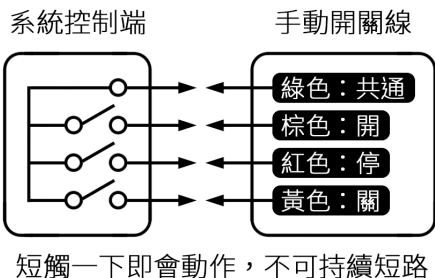 系統控制端
手動開關線
綠色：共通
棕色：開
紅色：停
黃色：關
短觸一下即會動作，不可持續短路